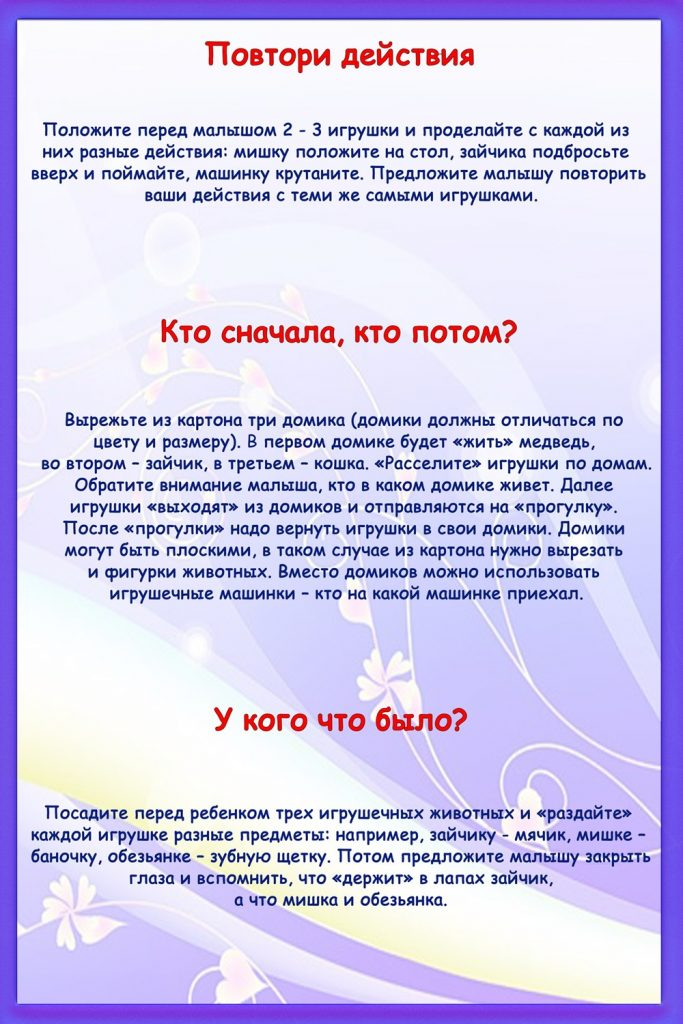 Повтори действия
Положите перед малышом 2 - 3 игрушки и проделайте с каждой из
них разные действия: мишку положите на стол, зайчика подбросьте
вверх и поймайте, машинку крутаните. Предложите малышу повторить
ваши действия с теми же самыми игрушками.
Кто сначала, кто потом?
Вырежьте из картона три домика (домики должны отличаться по
цвету и размеру). В первом домике будет «жить» медведь,
во втором – зайчик, в третьем – кошка. «Расселите» игрушки по домам.
Обратите внимание малыша, кто в каком домике живет. Далее
игрушки «выходят» из домиков и отправляются на «прогулку».
После «прогулки» надо вернуть игрушки в свои домики. Домики
могут быть плоскими, в таком случае из картона нужно вырезать
и фигурки животных. Вместо домиков можно использовать
игрушечные машинки – кто на какой машинке приехал.
У кого что было?
Посадите перед ребенком трех игрушечных животных и «раздайте»
каждой игрушке разные предметы: например, зайчику - мячик, мишке –
баночку, обезьянке – зубную щетку. Потом предложите малышу закрыть
глаза и вспомнить, что «держит» в лапах зайчик,
а что мишка и обезьянка.